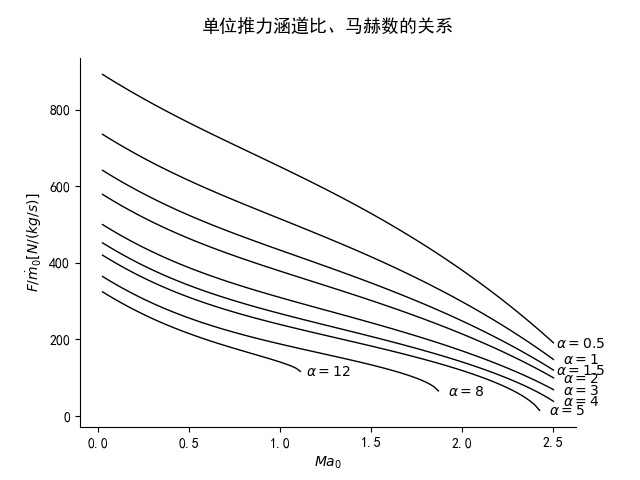 单位推力涵道比、马赫数的关系
F/ṁ₀[N/(kg/s)]
800
600
400
200
0
α = 0.5
α = 1
α = 1.5
α = 2
α = 3
α = 4
α = 5
α = 8
α = 12
0.0 0.5 1.0 1.5 2.0 2.5
Ma₀